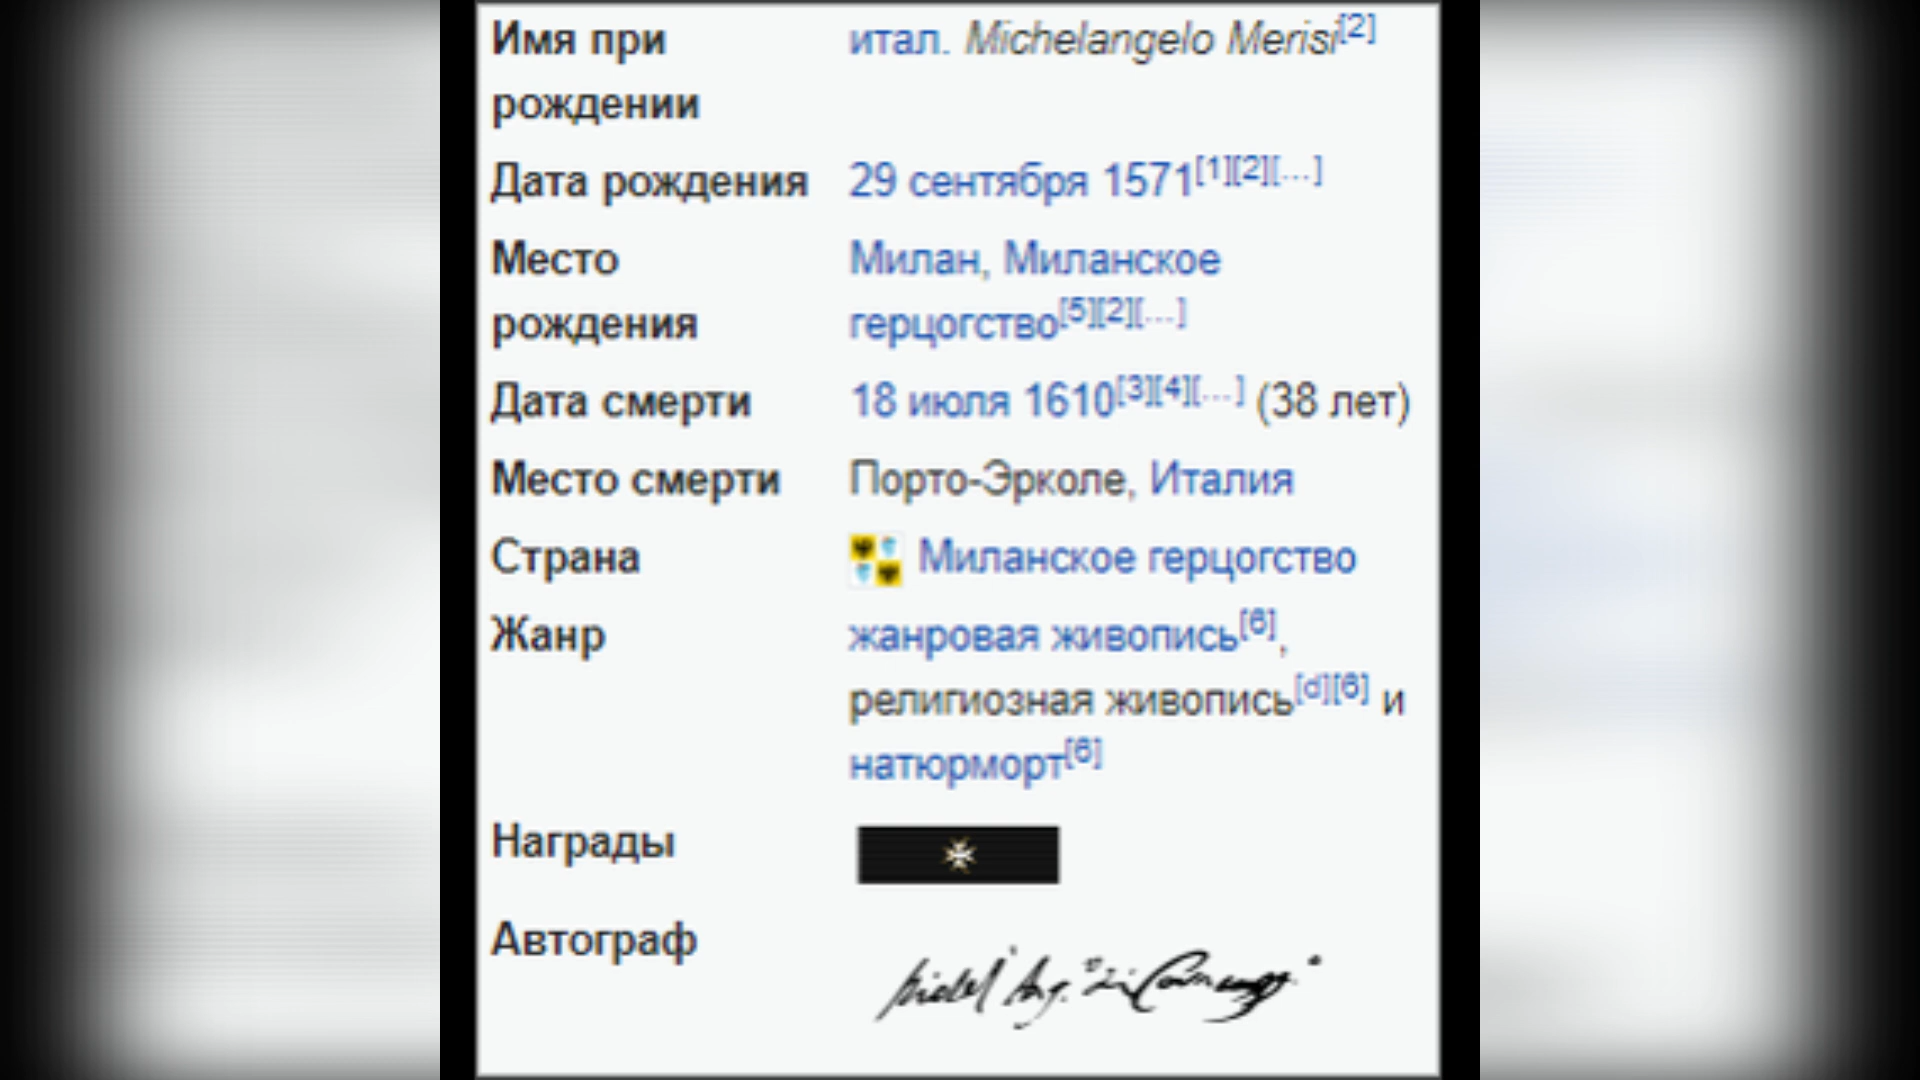 Имя при рождении итал. Michelangelo Merisi[2]
Дата рождения 29 сентября 1571[1][2][...]
Место рождения Милан, Миланское герцогство[5][2][...]
Дата смерти 18 июля 1610[3][4][...] (38 лет)
Место смерти Порто-Эрколе, Италия
Страна Миланское герцогство
Жанр жанровая живопись[6],
религиозная живопись[d][6] и
натюрморт[6]
Награды
Автограф